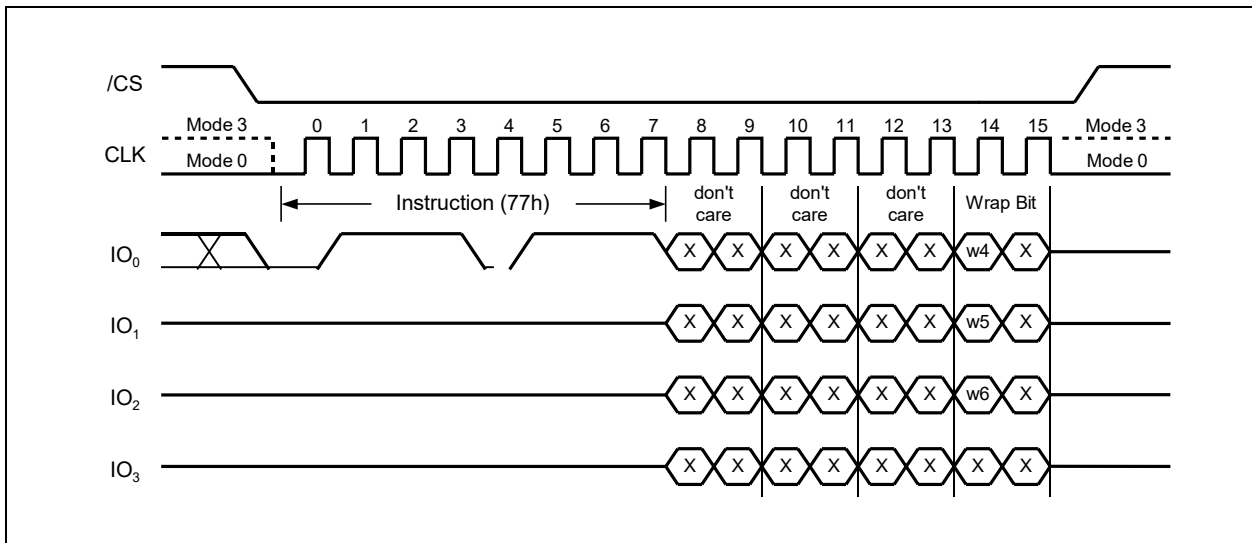 /CS
Mode 3 0 1 2 3 4 5 6 7 8 9 10 11 12 13 14 15 Mode 3
CLK Mode 0 Mode 0
Instruction (77h) don't care don't care don't care Wrap Bit
IO0 X X X X X X w4 X
IO1 X X X X X X w5 X
IO2 X X X X X X w6 X
IO3 X X X X X X X X